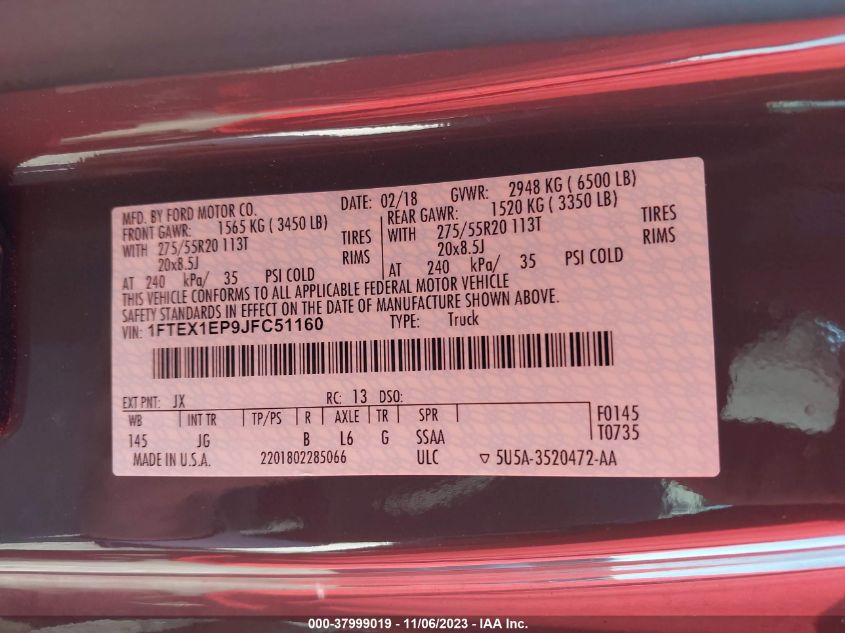 MFD. BY FORD MOTOR CO. DATE: 02/18 GVWR: 2948 KG ( 6500 LB)
FRONT GAWR: 1565 KG ( 3450 LB) REAR GAWR: 1520 KG ( 3350 LB)
WITH 275/55R20 113T TIRES WITH 275/55R20 113T TIRES
20x8.5J RIMS 20x8.5J RIMS
AT 240 kPa/ 35 PSI COLD AT 240 kPa/ 35 PSI COLD
THIS VEHICLE CONFORMS TO ALL APPLICABLE FEDERAL MOTOR VEHICLE
SAFETY STANDARDS IN EFFECT ON THE DATE OF MANUFACTURE SHOWN ABOVE.
VIN: 1FTEX1EP9JFC51160 TYPE: Truck
EXT PNT: JX RC: 13 DSO:
WB INT TR TP/PS R AXLE TR SPR F0145
145 JG B L6 G SSAA T0735
MADE IN U.S.A. 2201802285066 ULC ▽ 5U5A-3520472-AA
000-37999019 - 11/06/2023 - IAA Inc.